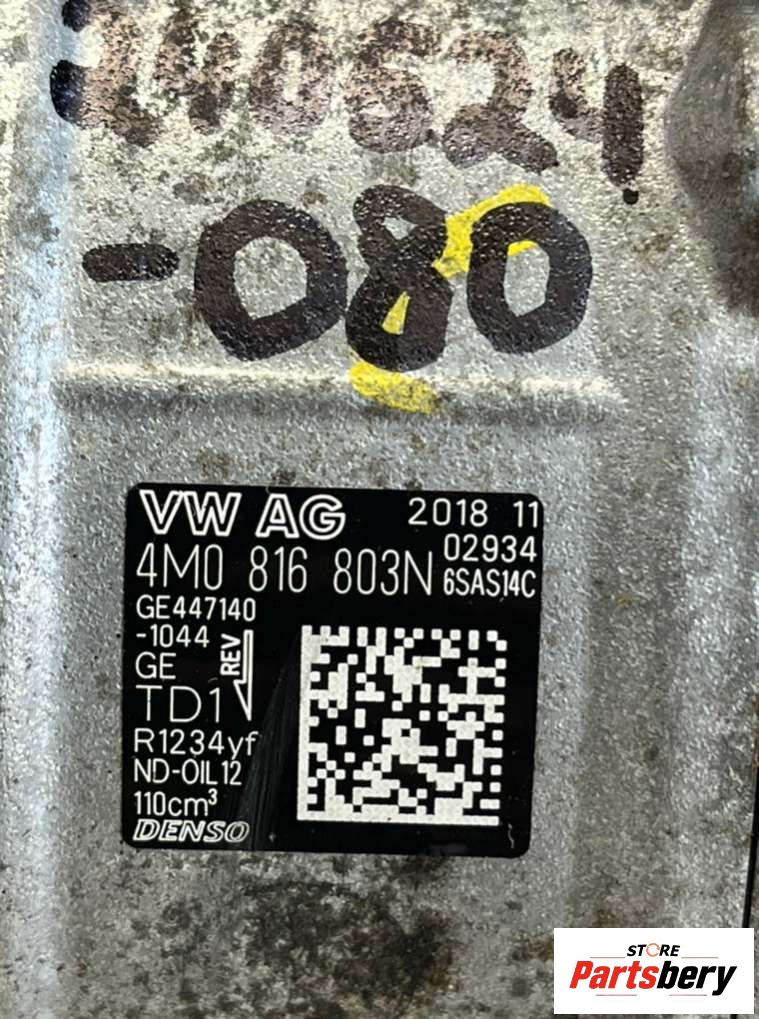 240624
-080
VW AG 2018 11
02934
4M0 816 803N 6SAS14C
GE447140
-1044
REV
GE
TD1
R1234yf
ND-OIL12
110cm³
DENSO
STORE
Partsbery